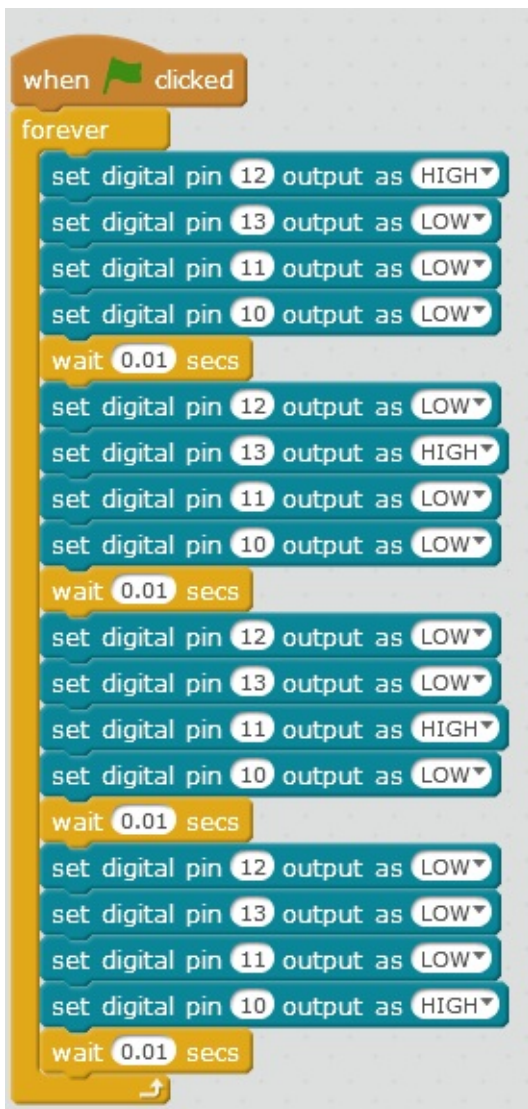 when clicked
forever
set digital pin 12 output as HIGH
set digital pin 13 output as LOW
set digital pin 11 output as LOW
set digital pin 10 output as LOW
wait 0.01 secs
set digital pin 12 output as LOW
set digital pin 13 output as HIGH
set digital pin 11 output as LOW
set digital pin 10 output as LOW
wait 0.01 secs
set digital pin 12 output as LOW
set digital pin 13 output as LOW
set digital pin 11 output as HIGH
set digital pin 10 output as LOW
wait 0.01 secs
set digital pin 12 output as LOW
set digital pin 13 output as LOW
set digital pin 11 output as LOW
set digital pin 10 output as HIGH
wait 0.01 secs